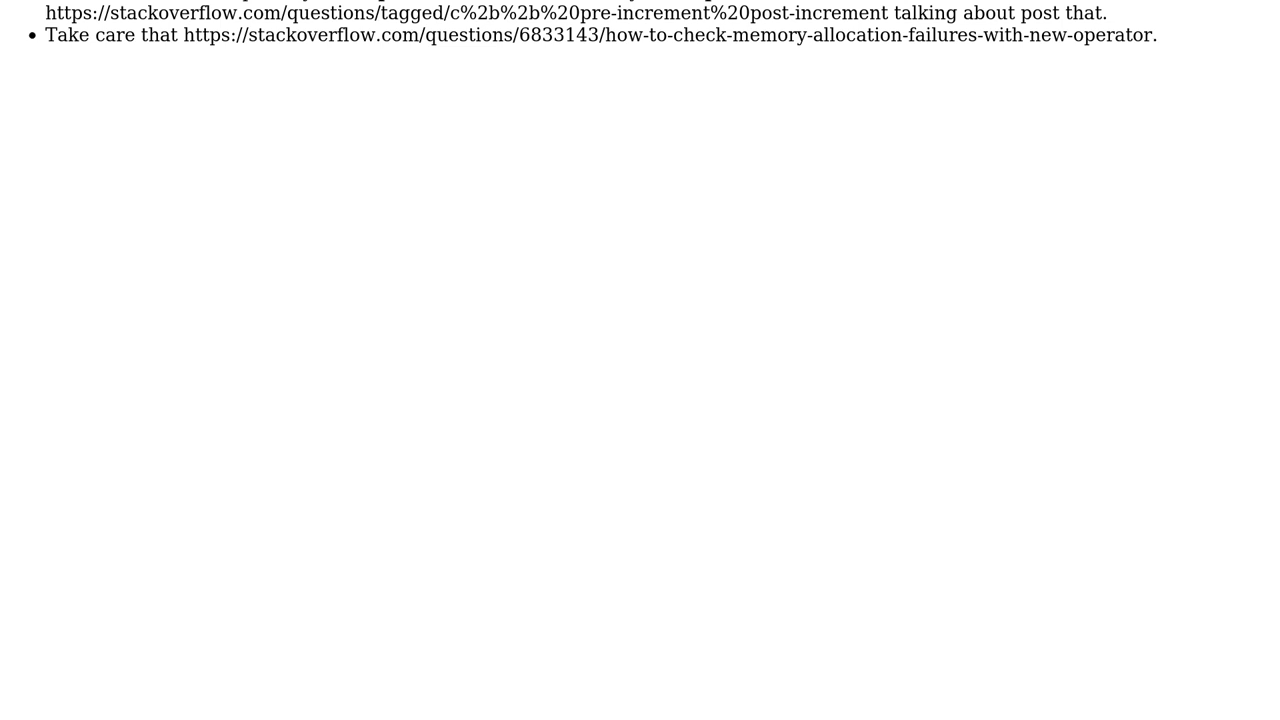 https://stackoverflow.com/questions/tagged/c%2b%2b%20pre-increment%20post-increment talking about post that.
• Take care that https://stackoverflow.com/questions/6833143/how-to-check-memory-allocation-failures-with-new-operator.